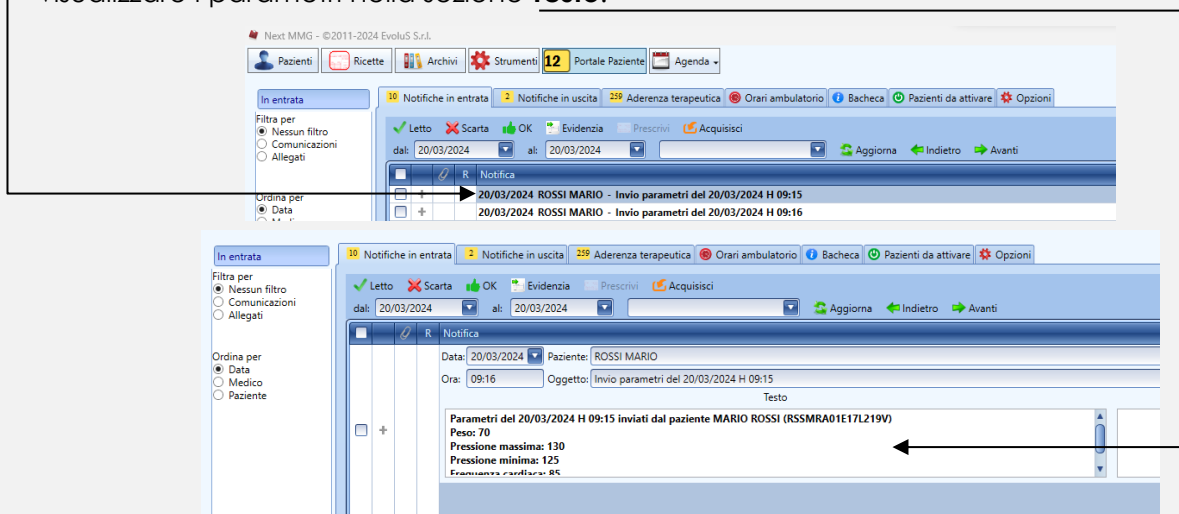 visualizzare i parametri nella sezione Testo.
Next MMG - ©2011-2024 EvoluS S.r.l.
Pazienti Ricette Archivi Strumenti 12 Portale Paziente Agenda
In entrata
10 Notifiche in entrata 2 Notifiche in uscita 259 Aderenza terapeutica Orari ambulatorio Bacheca Pazienti da attivare Opzioni
Filtra per
Nessun filtro
Comunicazioni
Allegati
Letto Scarta OK Evidenzia Prescrivi Acquisisci
dal: 20/03/2024 al: 20/03/2024 Aggiorna Indietro Avanti
R Notifica
Ordina per
Data
20/03/2024 ROSSI MARIO - Invio parametri del 20/03/2024 H 09:15
20/03/2024 ROSSI MARIO - Invio parametri del 20/03/2024 H 09:16
In entrata
10 Notifiche in entrata 2 Notifiche in uscita 259 Aderenza terapeutica Orari ambulatorio Bacheca Pazienti da attivare Opzioni
Filtra per
Nessun filtro
Comunicazioni
Allegati
Letto Scarta OK Evidenzia Prescrivi Acquisisci
dal: 20/03/2024 al: 20/03/2024 Aggiorna Indietro Avanti
R Notifica
Ordina per
Data
Medico
Paziente
Data: 20/03/2024 Paziente: ROSSI MARIO
Ora: 09:16 Oggetto: Invio parametri del 20/03/2024 H 09:15
Testo
Parametri del 20/03/2024 H 09:15 inviati dal paziente MARIO ROSSI (RSSMRA01E17L219V)
Peso: 70
Pressione massima: 130
Pressione minima: 125
Frequenza cardiaca: 85